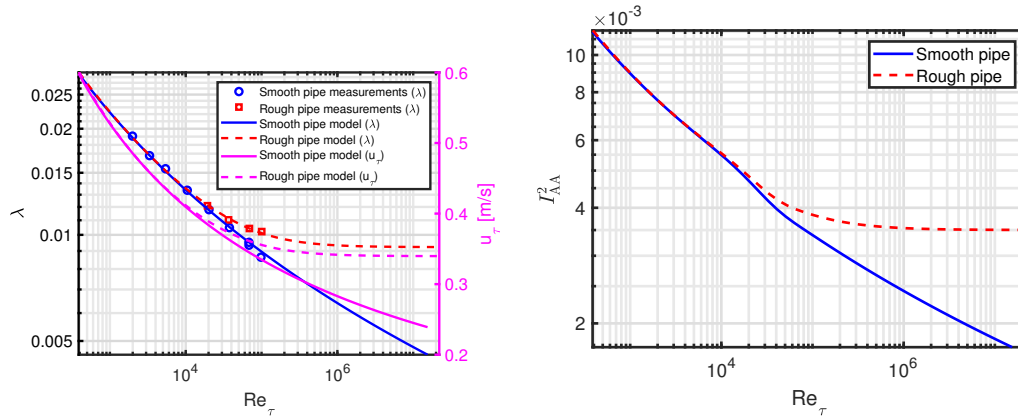 0.025
0.02
0.015
0.01
0.005
λ
10^4
10^6
Re_τ
0.6
0.5
0.4
0.3
0.2
u_τ [m/s]
Smooth pipe measurements (λ)
Rough pipe measurements (λ)
Smooth pipe model (λ)
Rough pipe model (λ)
Smooth pipe model (u_τ)
Rough pipe model (u_τ)
×10^-3
10
8
6
4
2
I^2_AA
10^4
10^6
Re_τ
Smooth pipe
Rough pipe